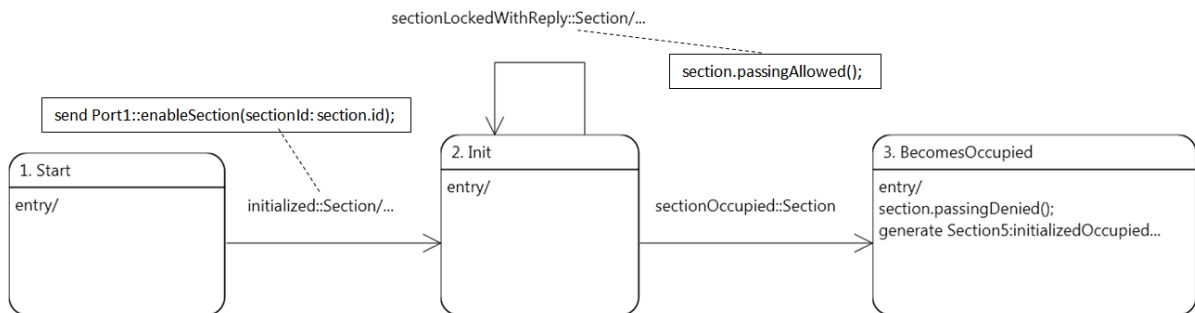 sectionLockedWithReply::Section/...
section.passingAllowed();
send Port1::enableSection(sectionId: section.id);
1. Start
entry/
initialized::Section/...
2. Init
entry/
sectionOccupied::Section
3. BecomesOccupied
entry/
section.passingDenied();
generate Section5:initializedOccupied...